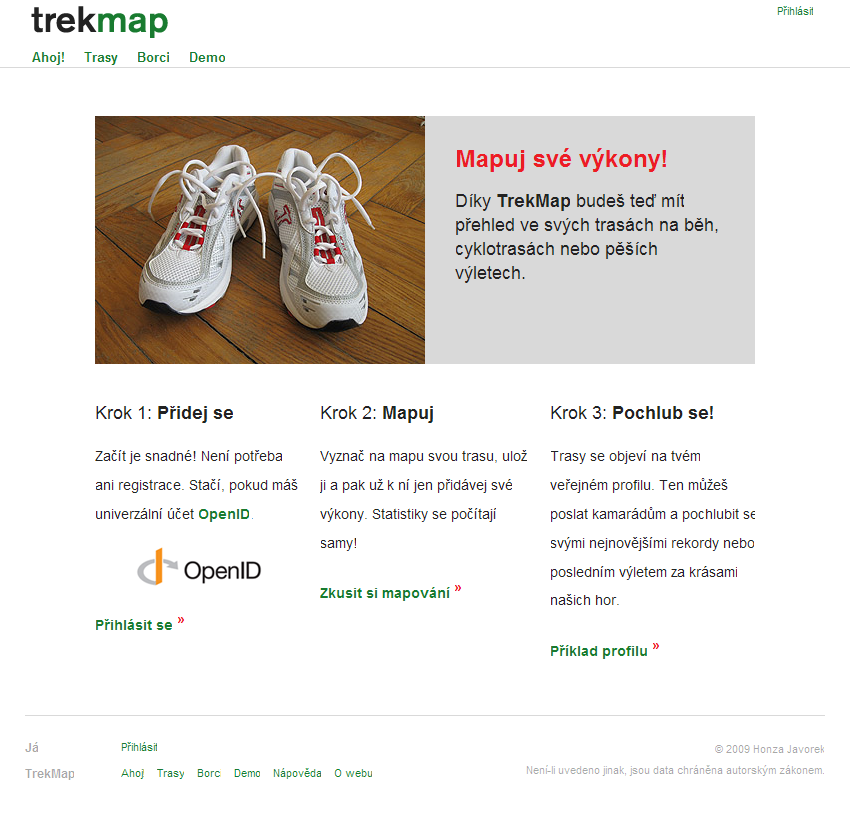 trekmap
Přihlásit
Ahoj! Trasy Borci Demo
Mapuj své výkony!
Díky TrekMap budeš teď mít
přehled ve svých trasách na běh,
cyklotrasách nebo pěších
výletech.
Krok 1: Přidej se
Začít je snadné! Není potřeba
ani registrace. Stačí, pokud máš
univerzální účet OpenID.
OpenID
Přihlásit se »
Krok 2: Mapuj
Vyznač na mapu svou trasu, ulož
ji a pak už k ní jen přidávej své
výkony. Statistiky se počítají
samy!
Zkusit si mapování »
Krok 3: Pochlub se!
Trasy se objeví na tvém
veřejném profilu. Ten můžeš
poslat kamarádům a pochlubit se
svými nejnovějšími rekordy nebo
posledním výletem za krásami
našich hor.
Příklad profilu »
Já Přihlásit
TrekMap Ahoj Trasy Borc Demo Nápověda O webu
© 2009 Honza Javorek
Není-li uvedeno jinak, jsou data chráněna autorským zákonem.